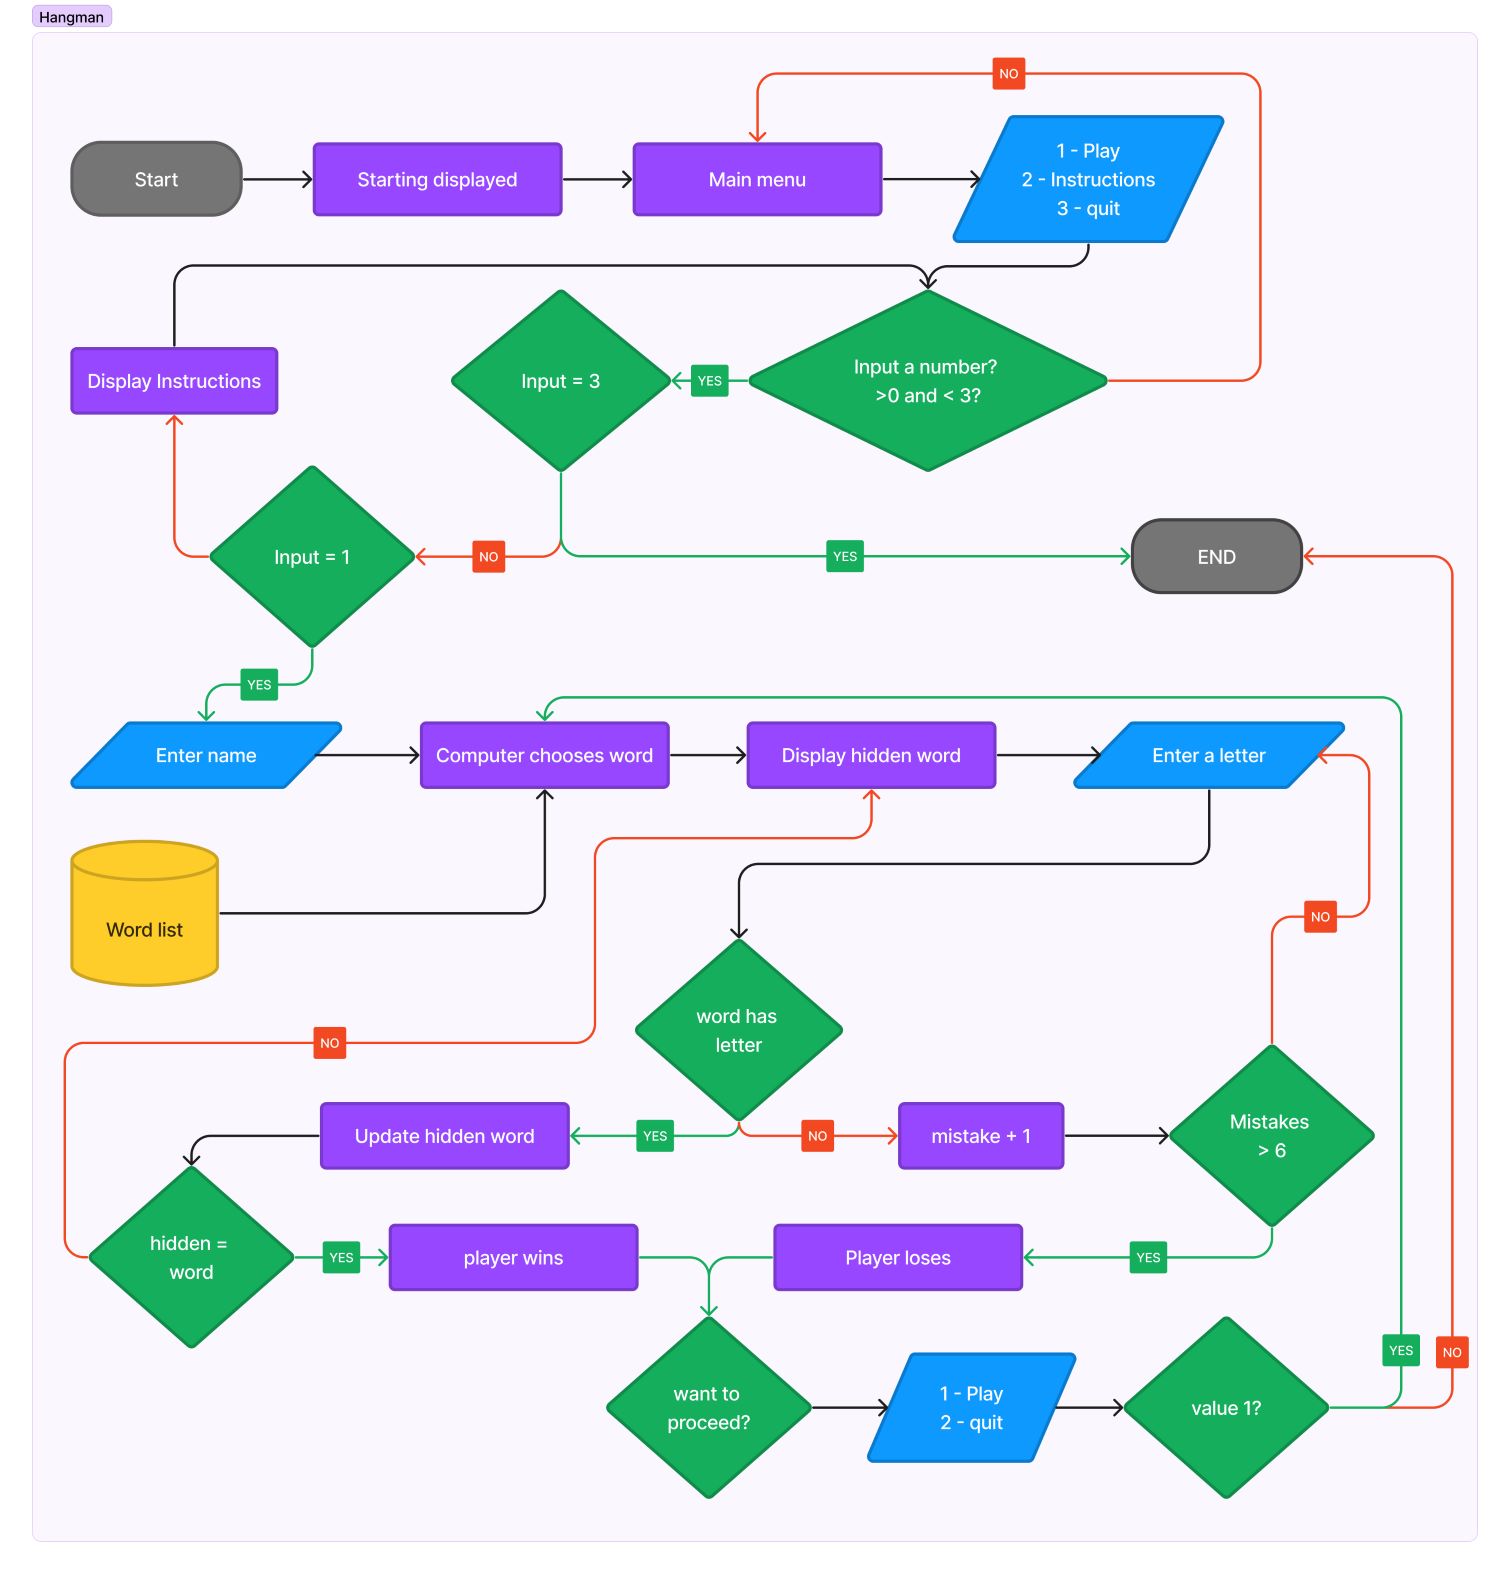 Hangman
NO
Start
Starting displayed
Main menu
1 - Play
2 - Instructions
3 - quit
Display Instructions
Input = 3
YES
Input a number?
>0 and < 3?
Input = 1
NO
YES
END
YES
Enter name
Computer chooses word
Display hidden word
Enter a letter
Word list
NO
word has
letter
NO
Update hidden word
YES
NO
mistake + 1
Mistakes
> 6
hidden =
word
YES
player wins
Player loses
YES
want to
proceed?
1 - Play
2 - quit
value 1?
YES
NO